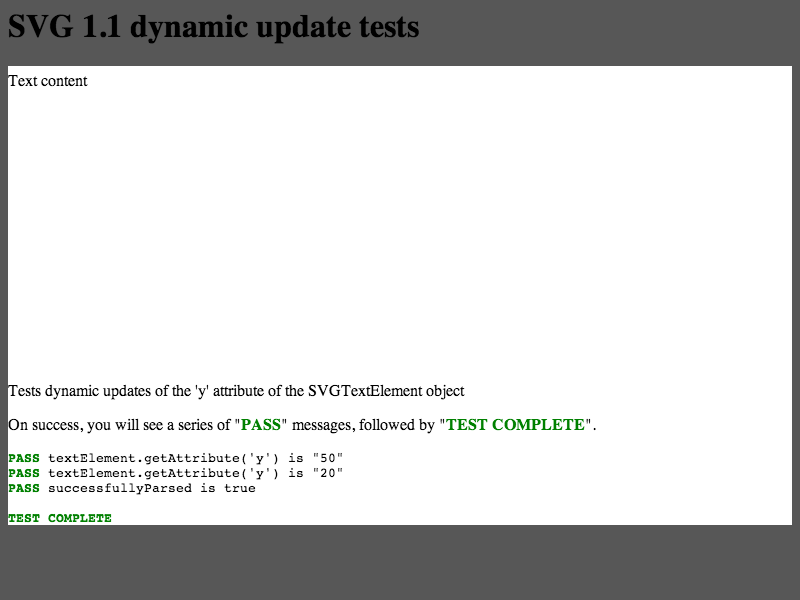 SVG 1.1 dynamic update tests
Text content
Tests dynamic updates of the 'y' attribute of the SVGTextElement object
On success, you will see a series of "PASS" messages, followed by "TEST COMPLETE".
PASS textElement.getAttribute('y') is "50"
PASS textElement.getAttribute('y') is "20"
PASS successfullyParsed is true
TEST COMPLETE